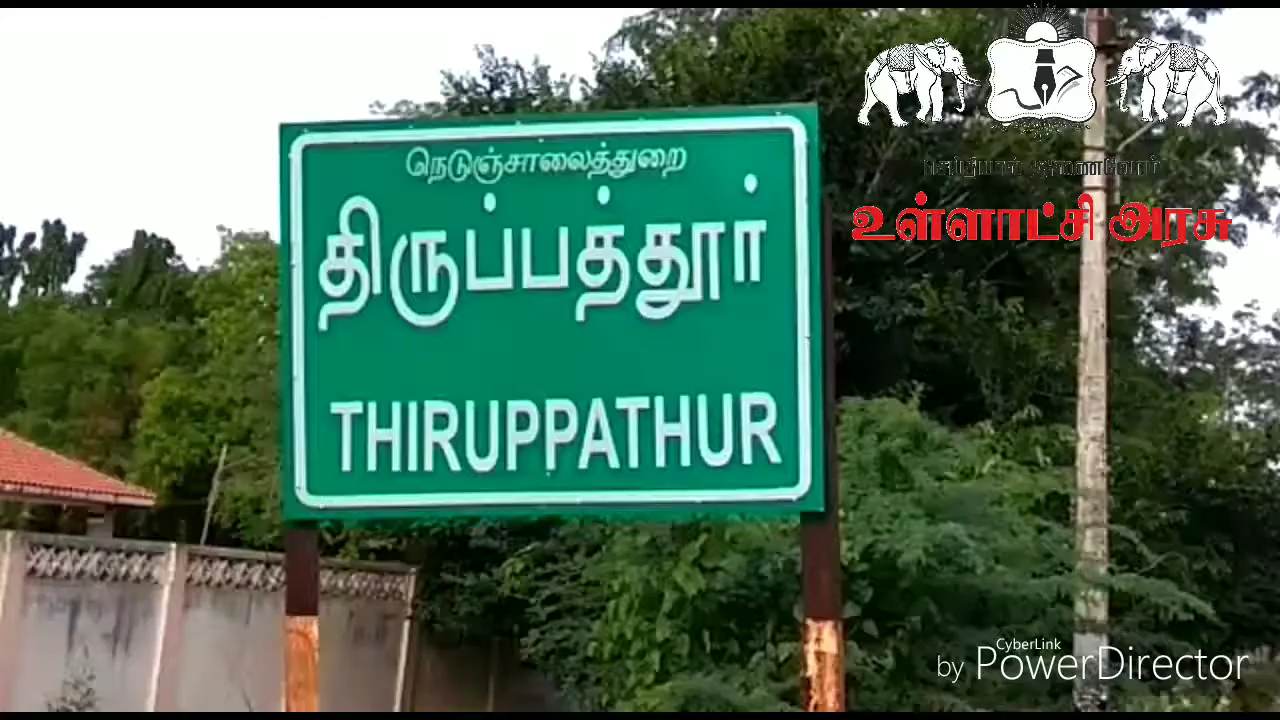 நெடுஞ்சாலைத்துறை
திருப்பத்தூர்
THIRUPPATHUR
உள்ளாட்சி அரசு
CyberLink
by PowerDirector